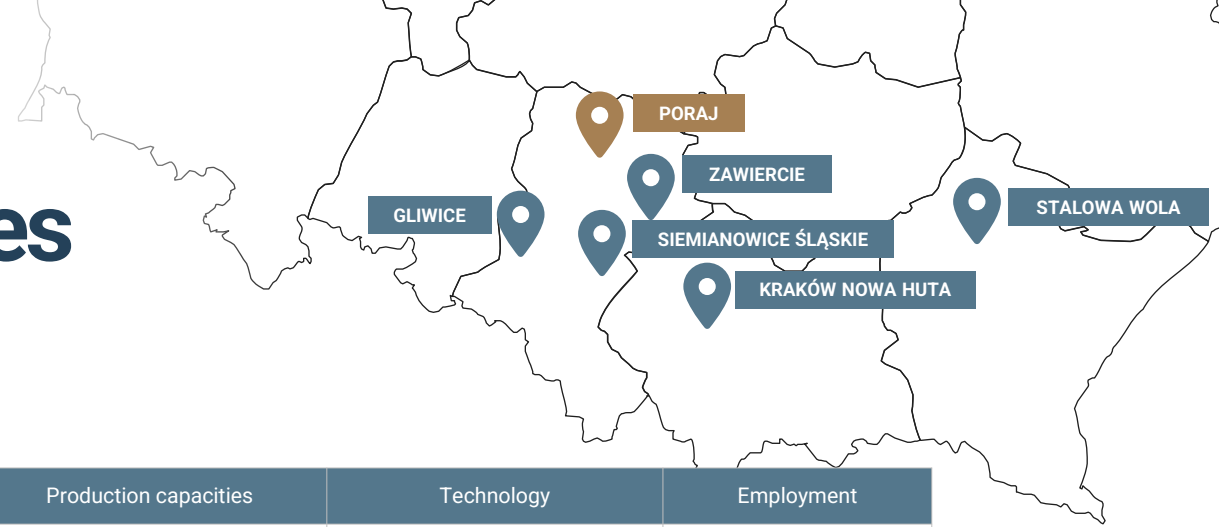 PORAJ
ZAWIERCIE
GLIWICE
STALOWA WOLA
es
SIEMIANOWICE ŚLĄSKIE
KRAKÓW NOWA HUTA
Production capacities
Technology
Employment